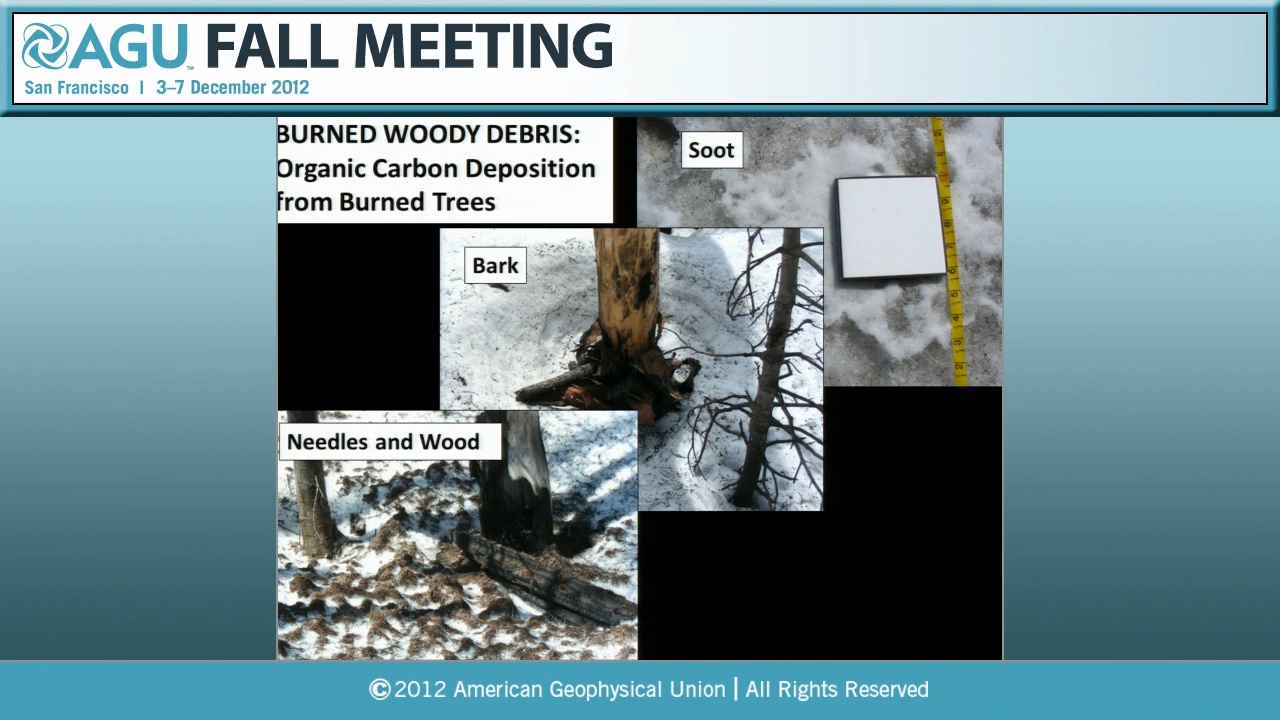 AGU™ FALL MEETING
San Francisco | 3–7 December 2012
BURNED WOODY DEBRIS:
Organic Carbon Deposition
from Burned Trees
Soot
Bark
Needles and Wood
©2012 American Geophysical Union | All Rights Reserved